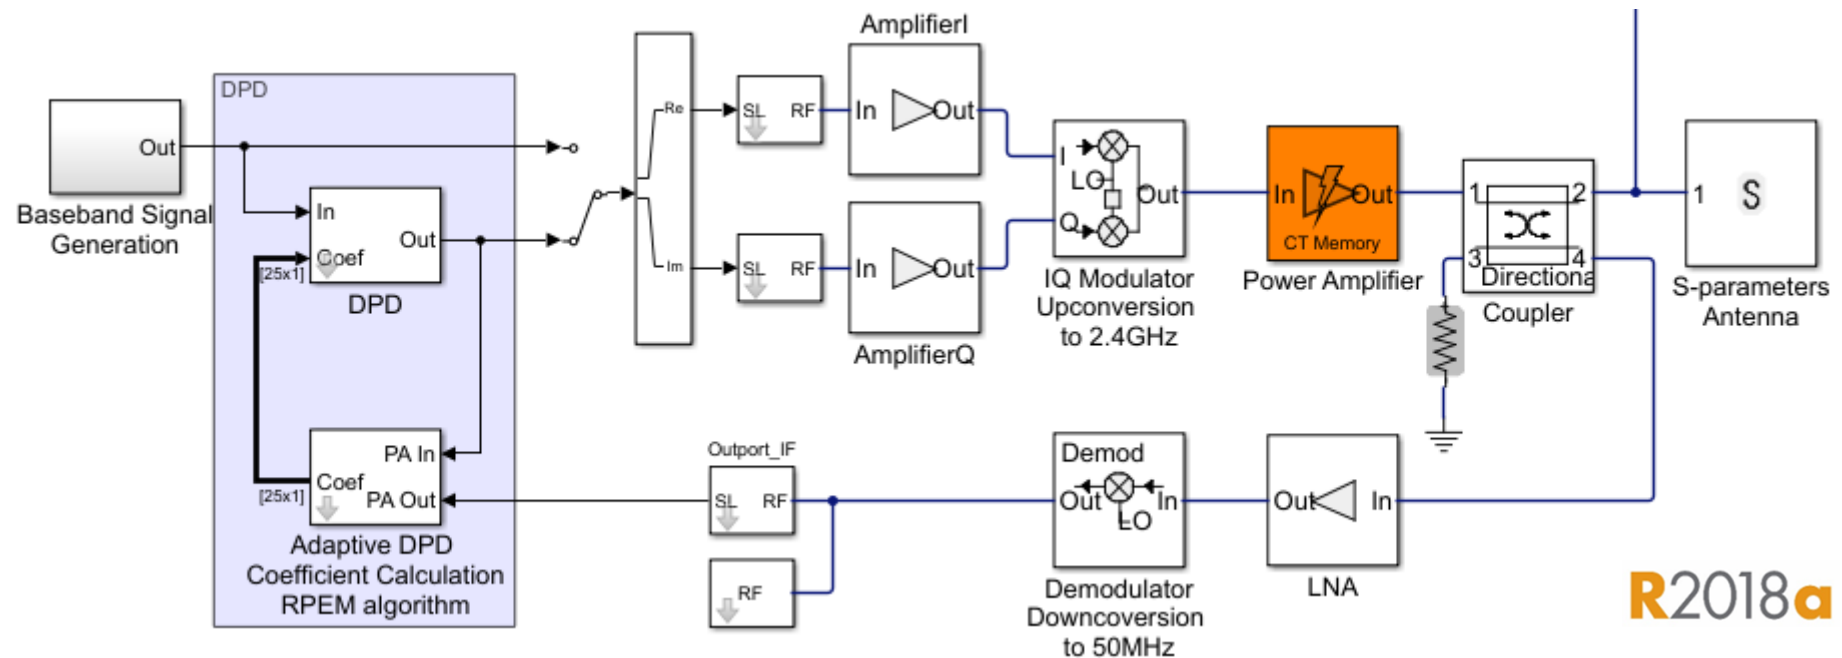 AmplifierI
DPD
Out
Baseband Signal
Generation
In
Coef
[25x1]
Out
DPD
Re
Im
SL RF
In Out
SL RF
In Out
AmplifierQ
I
LO
Q
Out
IQ Modulator
Upconversion
to 2.4GHz
In Out
CT Memory
Power Amplifier
1 2
3 4
Directiona
Coupler
1 S
S-parameters
Antenna
PA In
Coef
PA Out
[25x1]
Adaptive DPD
Coefficient Calculation
RPEM algorithm
Outport_IF
SL RF
RF
Demod
Out In
LO
Demodulator
Downcoversion
to 50MHz
Out In
LNA
R2018a